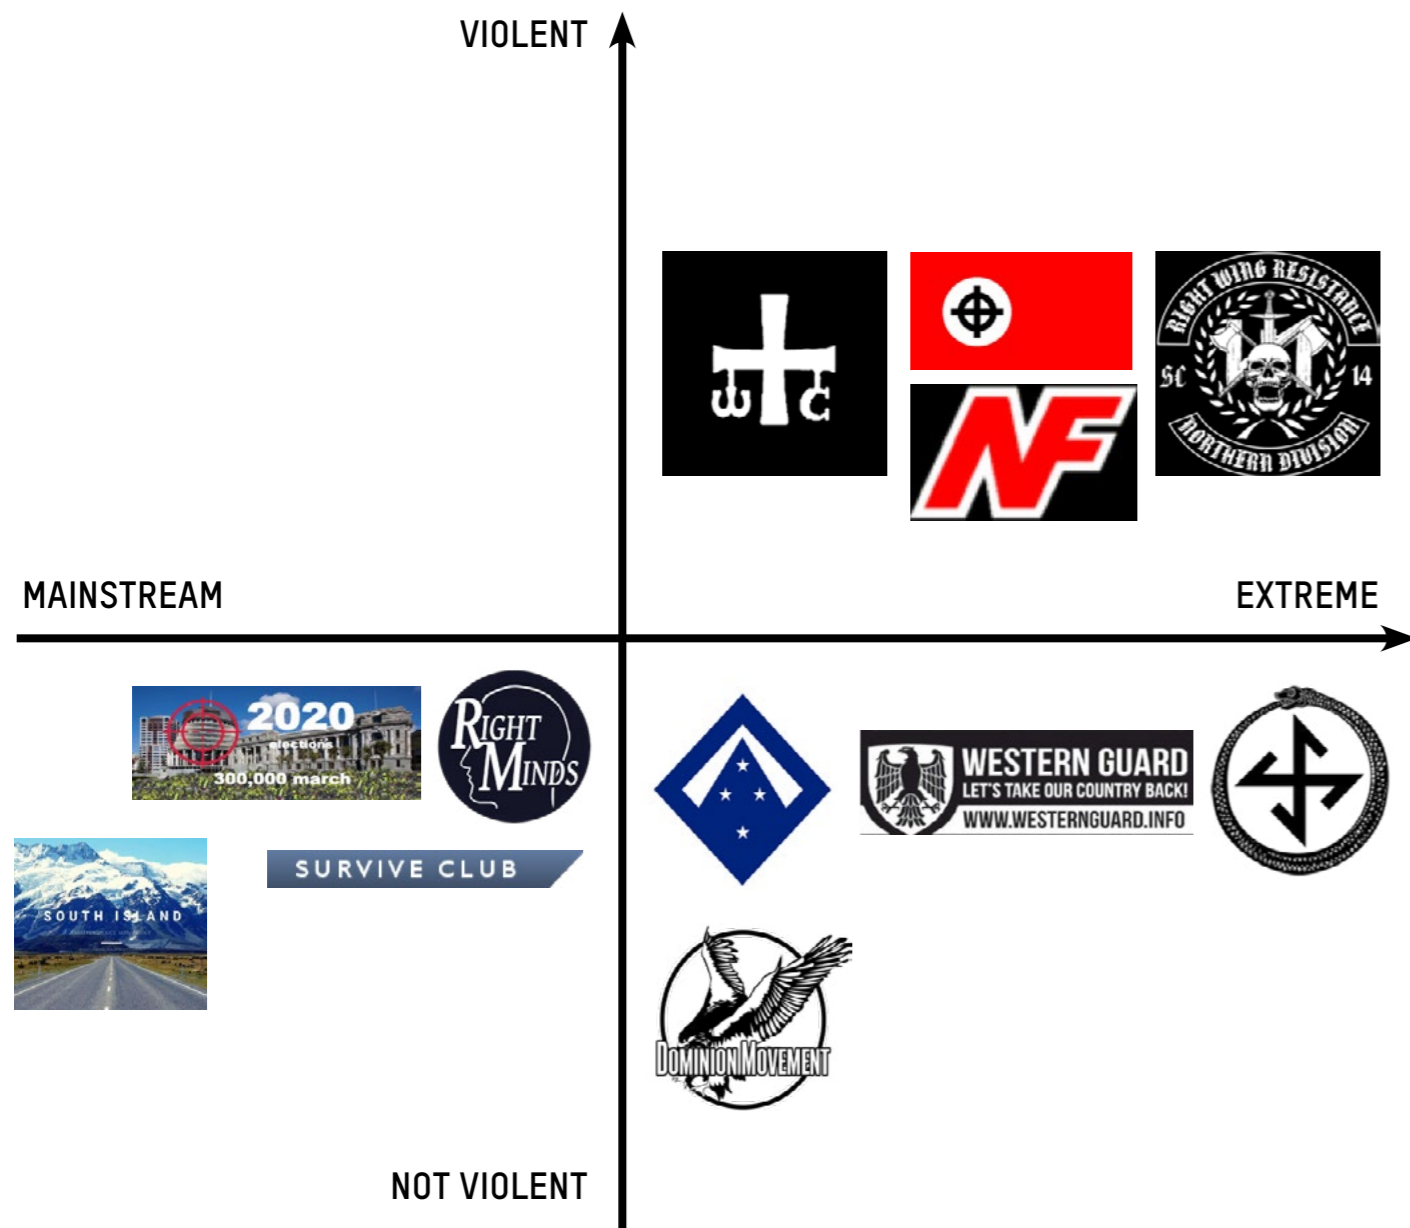 VIOLENT
RIGHT WING RESISTANCE
SC 14
NORTHERN DIVISION
W C
NF
MAINSTREAM
EXTREME
2020
elections
300,000 march
RIGHT
MINDS
WESTERN GUARD
LET'S TAKE OUR COUNTRY BACK!
WWW.WESTERNGUARD.INFO
SURVIVE CLUB
SOUTH ISLAND
DOMINION MOVEMENT
NOT VIOLENT